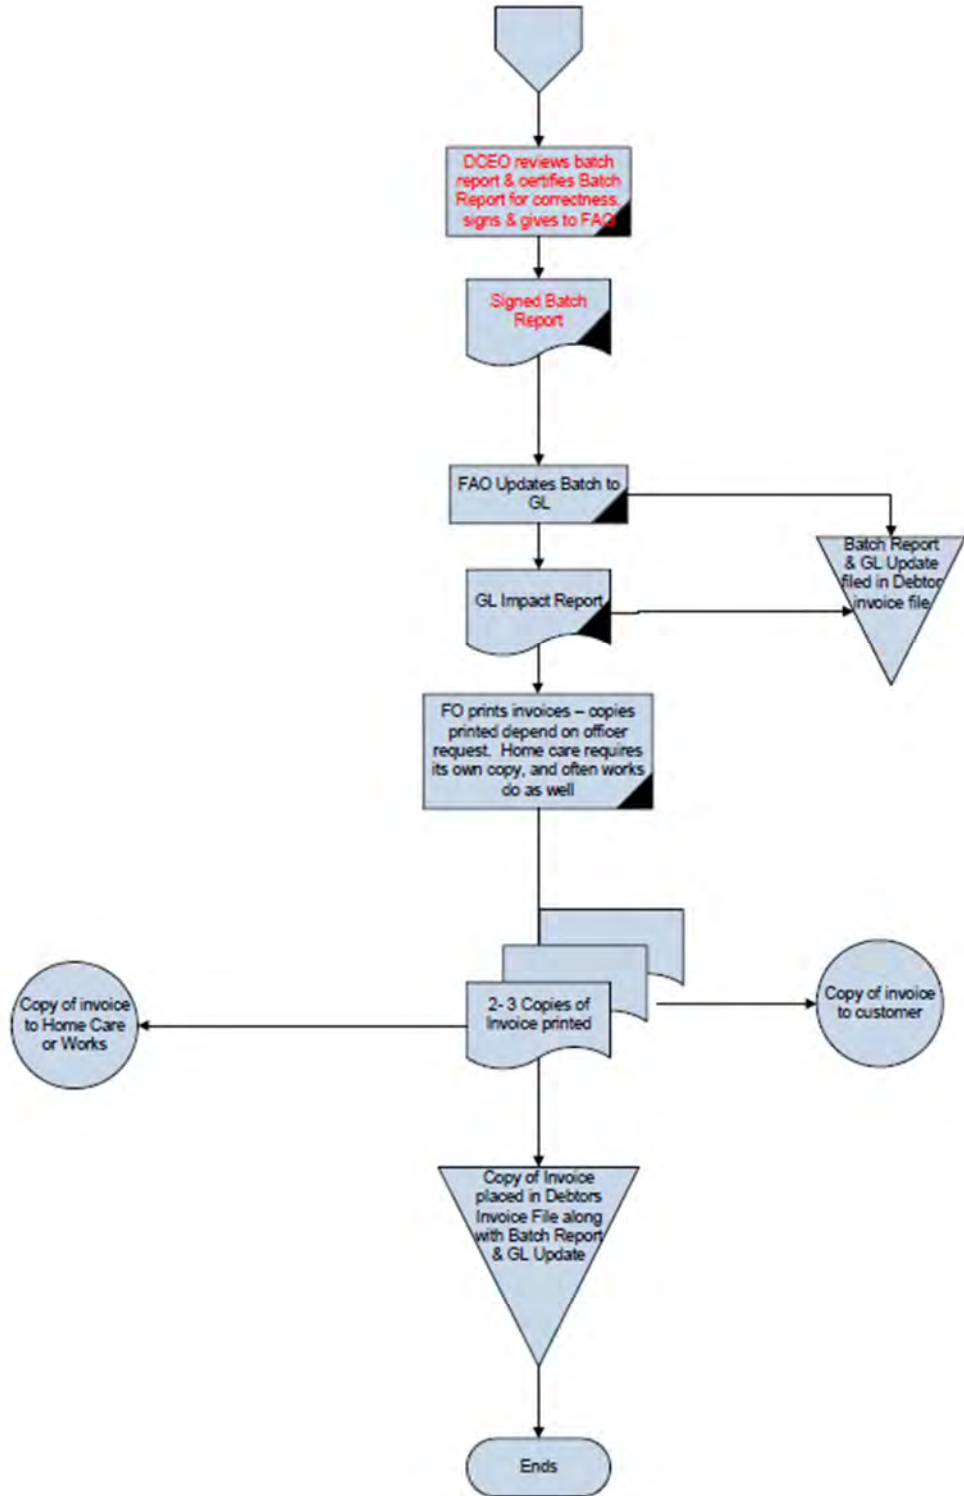 DCEO reviews batch
report & certifies Batch
Report for correctness,
signs & gives to FAO
Signed Batch
Report
FAO Updates Batch to
GL
Batch Report
& GL Update
filed in Debtor
invoice file
GL Impact Report
FO prints invoices – copies
printed depend on officer
request. Home care requires
its own copy, and often works
do as well
Copy of invoice
to Home Care
or Works
2- 3 Copies of
Invoice printed
Copy of invoice
to customer
Copy of Invoice
placed in Debtors
Invoice File along
with Batch Report
& GL Update
Ends